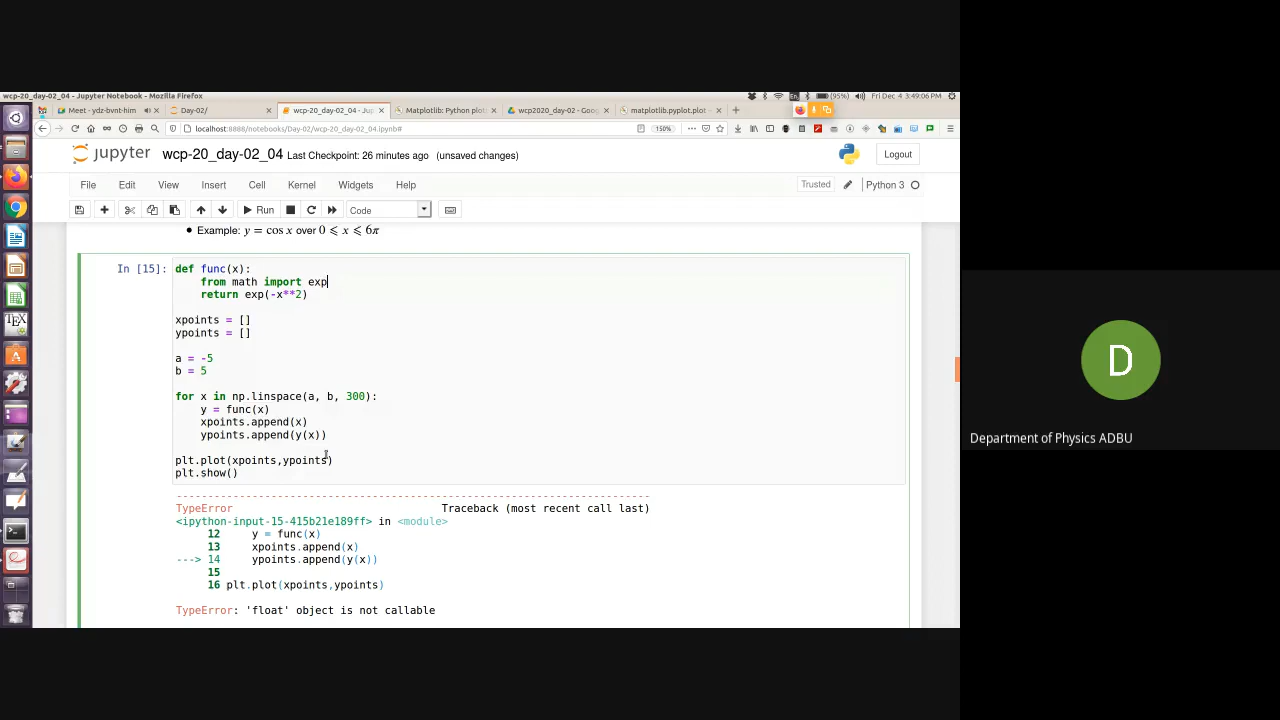 wcp-20_day-02_04 - Jupyter Notebook - Mozilla Firefox
(95%) Fri Dec 4 3:49:06 PM
Meet - ydz-bvnt-him
Day-02/
wcp-20_day-02_04 - Ju
Matplotlib: Python plot
wcp2020_day-02 - Goo
matplotlib.pyplot.plot -
localhost:8888/notebooks/Day-02/wcp-20_day-02_04.ipynb#
150%
jupyter wcp-20_day-02_04 Last Checkpoint: 26 minutes ago (unsaved changes)
Logout
File Edit View Insert Cell Kernel Widgets Help
Trusted Python 3
Run Code
Example: y = cos x over 0 ⩽ x ⩽ 6π
In [15]: def func(x):
from math import exp
return exp(-x**2)
xpoints = []
ypoints = []
a = -5
b = 5
for x in np.linspace(a, b, 300):
y = func(x)
xpoints.append(x)
ypoints.append(y(x))
plt.plot(xpoints,ypoints)
plt.show()
---------------------------------------------------------------------------
TypeError Traceback (most recent call last)
<ipython-input-15-415b21e189ff> in <module>
12 y = func(x)
13 xpoints.append(x)
---> 14 ypoints.append(y(x))
15
16 plt.plot(xpoints,ypoints)
TypeError: 'float' object is not callable
D
Department of Physics ADBU